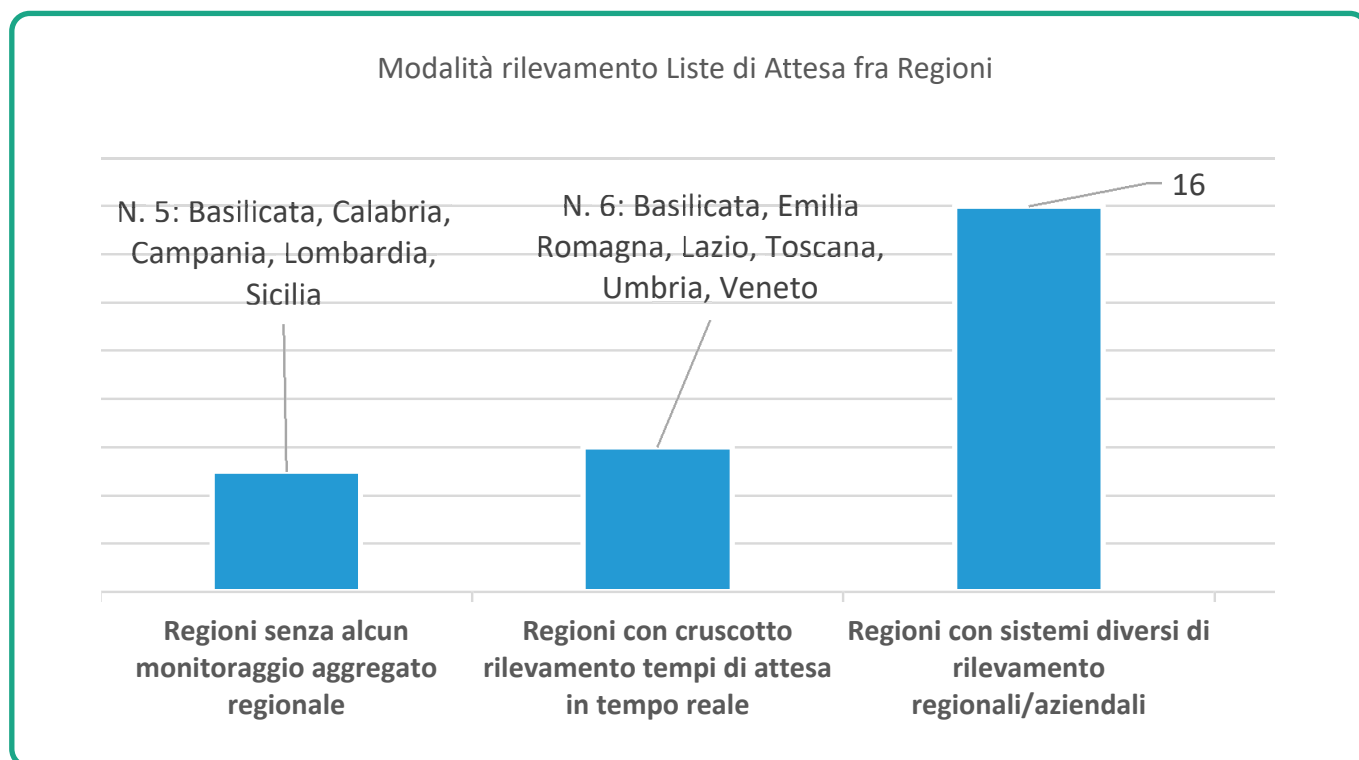 Modalità rilevamento Liste di Attesa fra Regioni
N. 5: Basilicata, Calabria,
Campania, Lombardia,
Sicilia
N. 6: Basilicata, Emilia
Romagna, Lazio, Toscana,
Umbria, Veneto
16
Regioni senza alcun
monitoraggio aggregato
regionale
Regioni con cruscotto
rilevamento tempi di attesa
in tempo reale
Regioni con sistemi diversi di
rilevamento
regionali/aziendali